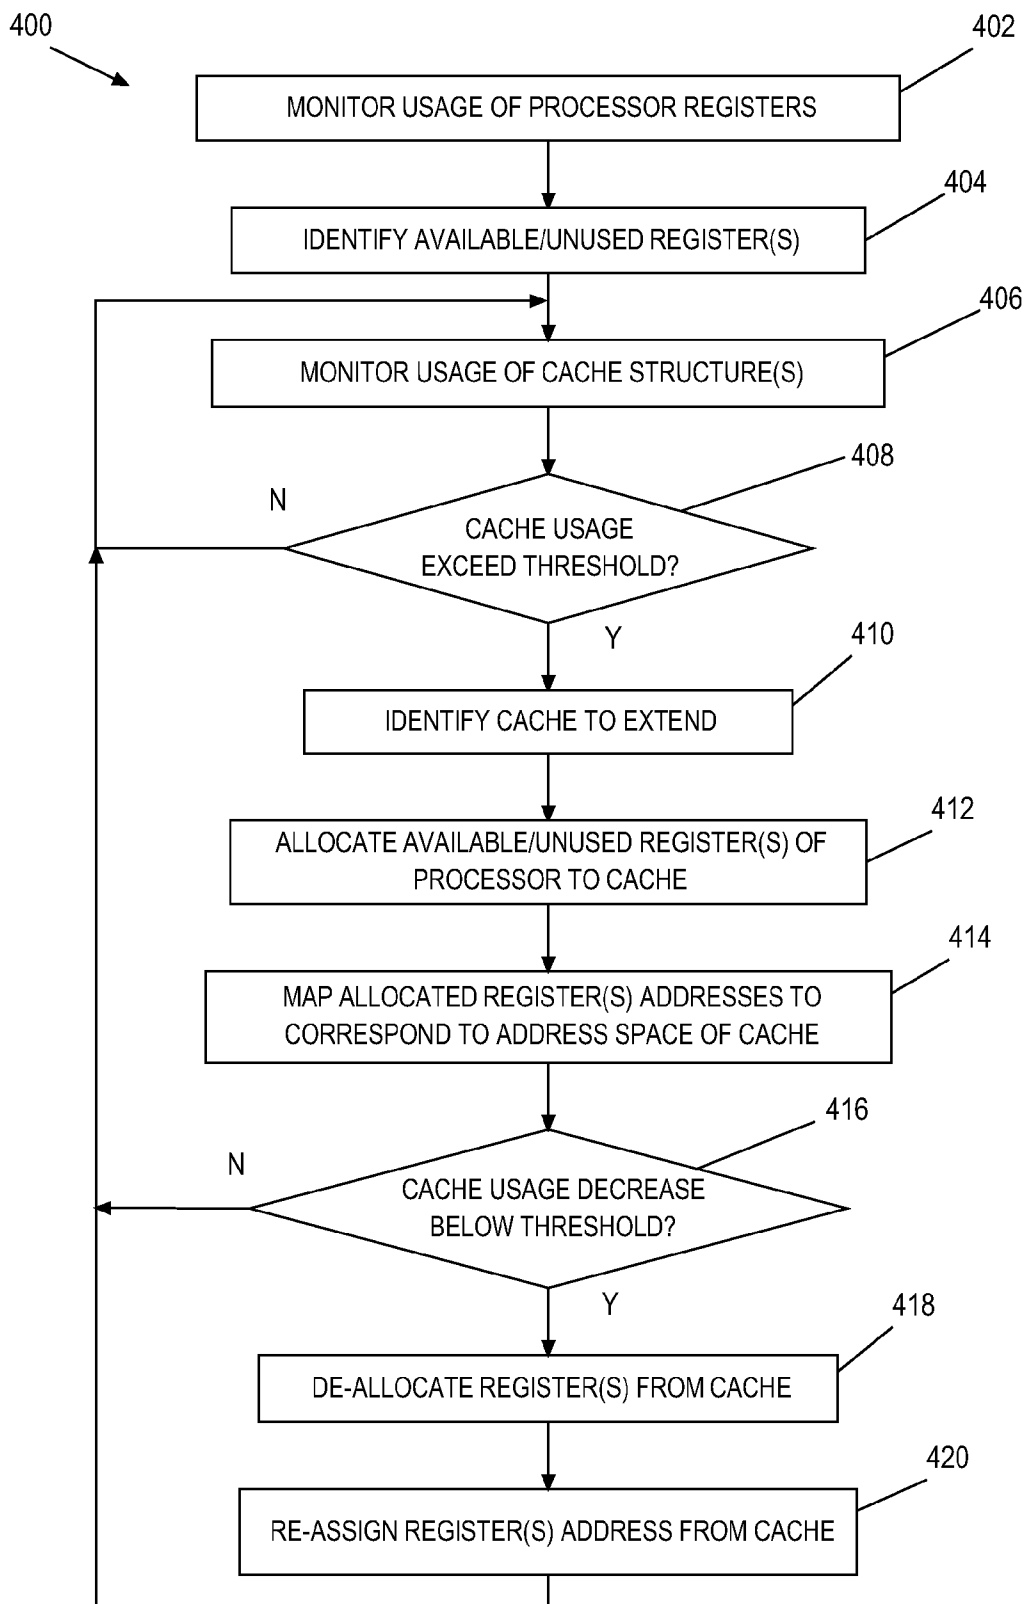 400
402
MONITOR USAGE OF PROCESSOR REGISTERS
404
IDENTIFY AVAILABLE/UNUSED REGISTER(S)
406
MONITOR USAGE OF CACHE STRUCTURE(S)
408
N
CACHE USAGE
EXCEED THRESHOLD?
Y
410
IDENTIFY CACHE TO EXTEND
412
ALLOCATE AVAILABLE/UNUSED REGISTER(S) OF
PROCESSOR TO CACHE
414
MAP ALLOCATED REGISTER(S) ADDRESSES TO
CORRESPOND TO ADDRESS SPACE OF CACHE
416
N
CACHE USAGE DECREASE
BELOW THRESHOLD?
Y
418
DE-ALLOCATE REGISTER(S) FROM CACHE
420
RE-ASSIGN REGISTER(S) ADDRESS FROM CACHE